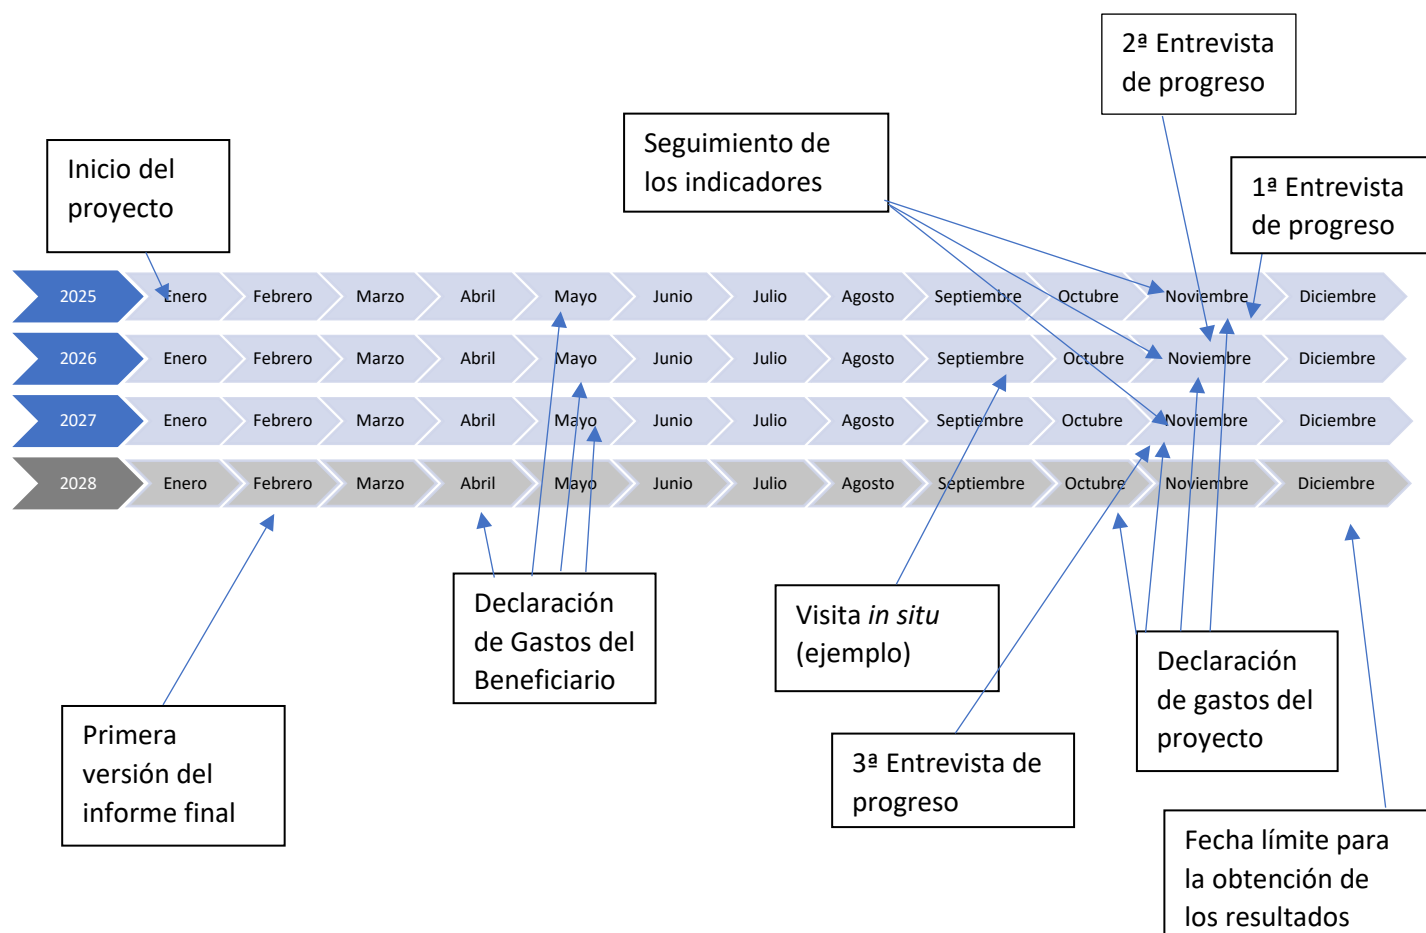 2ª Entrevista
de progreso
Seguimiento de
los indicadores
Inicio del
proyecto
1ª Entrevista
de progreso
2025 Enero Febrero Marzo Abril Mayo Junio Julio Agosto Septiembre Octubre Noviembre Diciembre
2026 Enero Febrero Marzo Abril Mayo Junio Julio Agosto Septiembre Octubre Noviembre Diciembre
2027 Enero Febrero Marzo Abril Mayo Junio Julio Agosto Septiembre Octubre Noviembre Diciembre
2028 Enero Febrero Marzo Abril Mayo Junio Julio Agosto Septiembre Octubre Noviembre Diciembre
Declaración
de Gastos del
Beneficiario
Visita in situ
(ejemplo)
Declaración
de gastos del
proyecto
Primera
versión del
informe final
3ª Entrevista de
progreso
Fecha límite para
la obtención de
los resultados